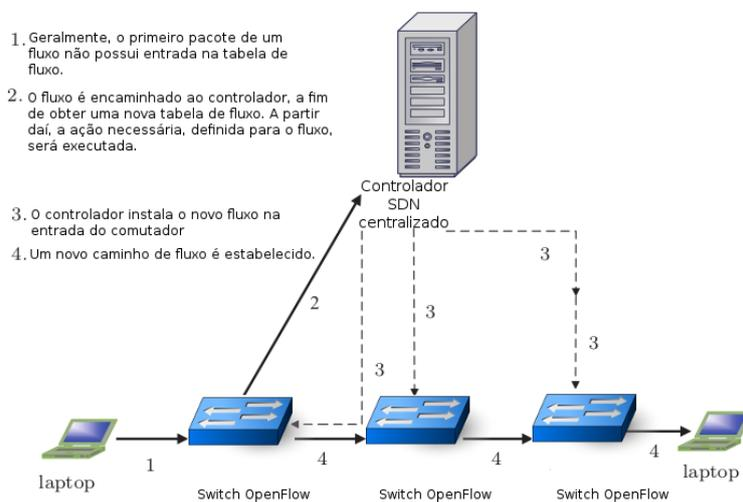 1. Geralmente, o primeiro pacote de um
fluxo não possui entrada na tabela de
fluxo.
2. O fluxo é encaminhado ao controlador, a fim
de obter uma nova tabela de fluxo. A partir
daí, a ação necessária, definida para o fluxo,
será executada.
3. O controlador instala o novo fluxo na
entrada do comutador
4. Um novo caminho de fluxo é estabelecido.
Controlador
SDN
centralizado
3
2
3
3
3
1
4
4
4
laptop
laptop
Switch OpenFlow
Switch OpenFlow
Switch OpenFlow